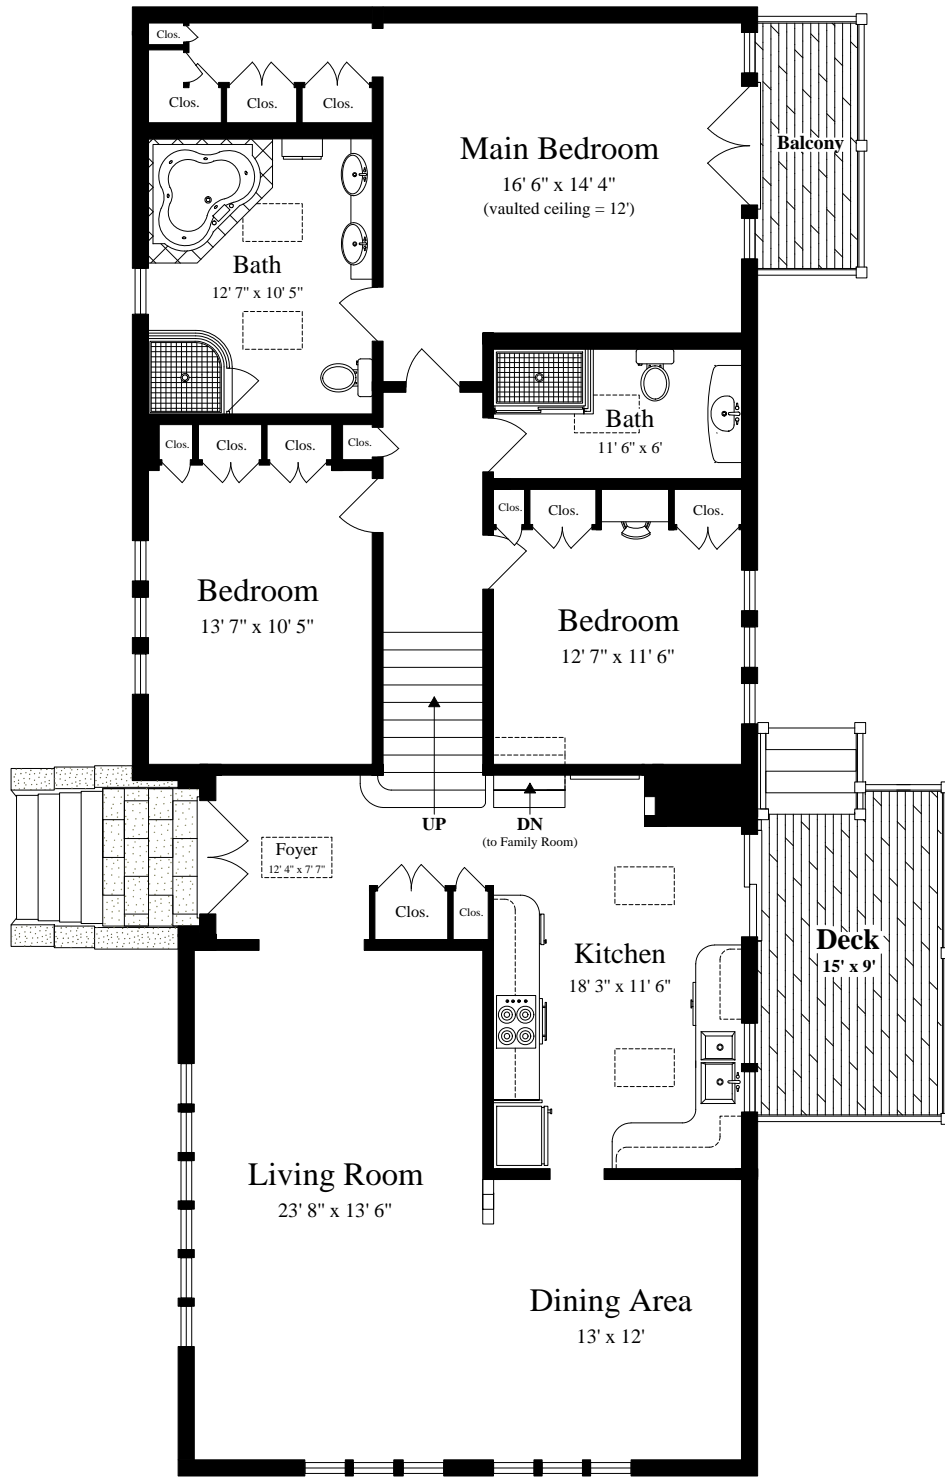 Clos.
Clos.
Clos.
Clos.
Main Bedroom
16' 6" x 14' 4"
(vaulted ceiling = 12')
Balcony
Bath
12' 7" x 10' 5"
Bath
11' 6" x 6'
Clos.
Clos.
Clos.
Clos.
Clos.
Clos.
Clos.
Bedroom
13' 7" x 10' 5"
Bedroom
12' 7" x 11' 6"
UP
DN
(to Family Room)
Foyer
12' 4" x 7' 7"
Clos.
Clos.
Kitchen
18' 3" x 11' 6"
Deck
15' x 9'
Living Room
23' 8" x 13' 6"
Dining Area
13' x 12'